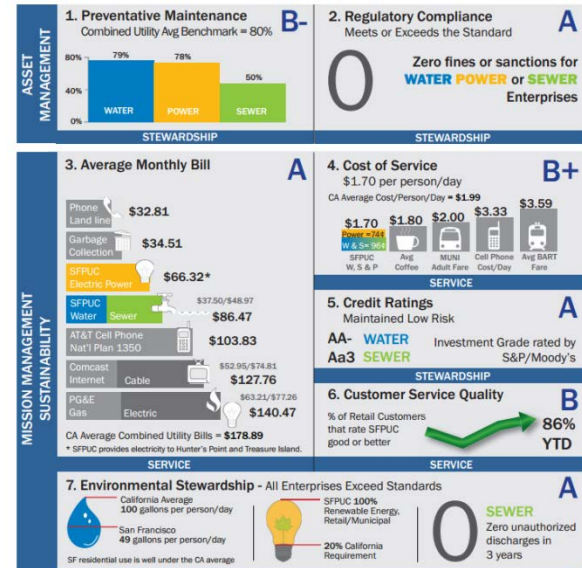 ASSET
MANAGEMENT
1. Preventative Maintenance
Combined Utility Avg Benchmark = 80%
B-
80%
40%
0%
79%
78%
50%
WATER
POWER
SEWER
STEWARDSHIP
2. Regulatory Compliance
Meets or Exceeds the Standard
A
0
Zero fines or sanctions for
WATER POWER or SEWER
Enterprises
STEWARDSHIP
MISSION MANAGEMENT
SUSTAINABILITY
3. Average Monthly Bill
A
Phone
Land line
$32.81
Garbage
Collection
$34.51
SFPUC
Electric Power
$66.32*
SFPUC
Water
Sewer
$37.50/$48.97
$86.47
AT&T Cell Phone
Nat'l Plan 1350
$103.83
Comcast
Internet
Cable
$52.95/$74.81
$127.76
PG&E
Gas
Electric
$63.21/$77.26
$140.47
CA Average Combined Utility Bills = $178.89
* SFPUC provides electricity to Hunter's Point and Treasure Island.
SERVICE
4. Cost of Service
$1.70 per person/day
B+
CA Average Cost/Person/Day = $1.99
$1.70
Power =74¢
W & S= 96¢
SFPUC
W, S & P
$1.80
Avg
Coffee
$2.00
MUNI
Adult Fare
$3.33
Cell Phone
Cost/Day
$3.59
Avg BART
Fare
SERVICE
5. Credit Ratings
Maintained Low Risk
A
AA- WATER
Aa3 SEWER
Investment Grade rated by
S&P/Moody's
STEWARDSHIP
6. Customer Service Quality
B
% of Retail Customers
that rate SFPUC
good or better
86%
YTD
SERVICE
7. Environmental Stewardship - All Enterprises Exceed Standards
A
California Average
100 gallons per person/day
San Francisco
49 gallons per person/day
SF residential use is well under the CA average
SFPUC 100%
Renewable Energy,
Retail/Municipal
20% California
Requirement
0
SEWER
Zero unauthorized
discharges in
3 years